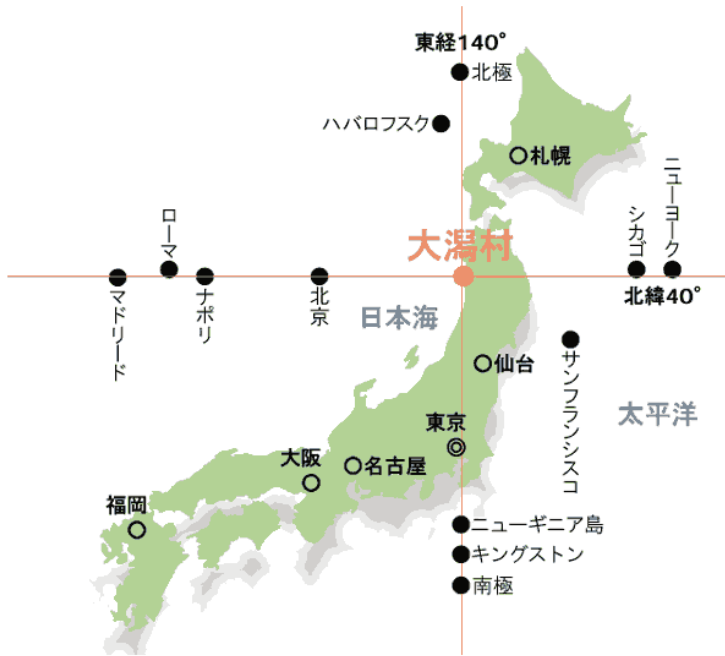 東経140°
北極
ハバロフスク
札幌
ニューヨーク
シカゴ
ローマ
大潟村
マドリード
ナポリ
北京
北緯40°
日本海
仙台
サンフランシスコ
太平洋
東京
大阪
名古屋
福岡
ニューギニア島
キングストン
南極